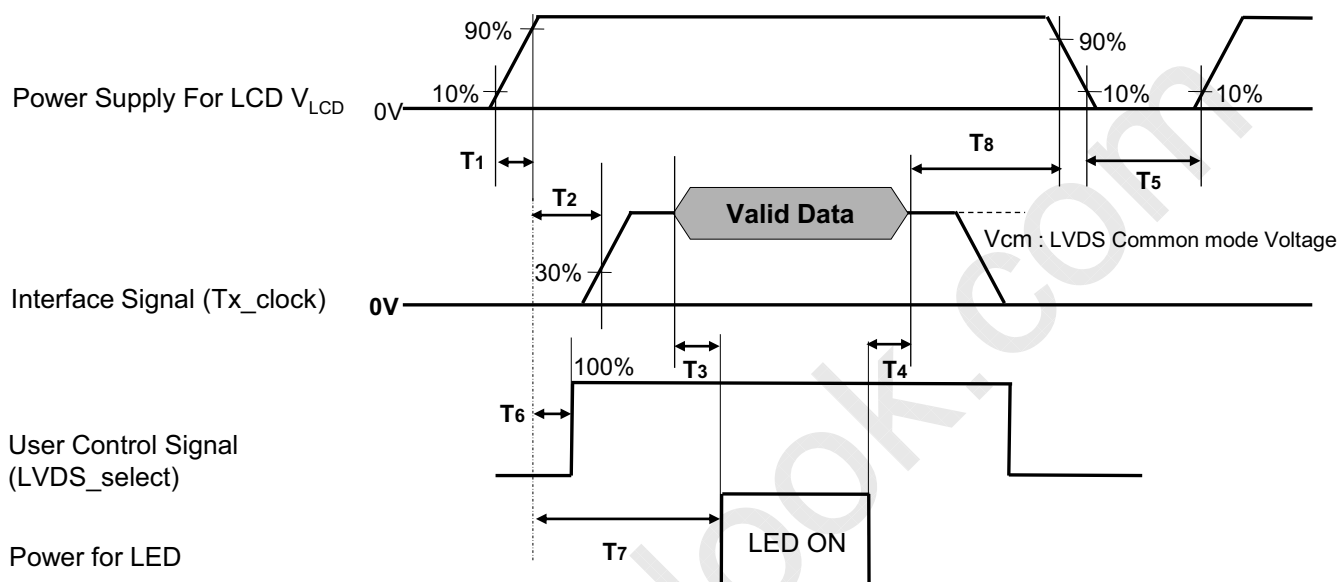 90%
90%
Power Supply For LCD VLCD
10%
10%
10%
0V
T1
T8
T5
T2
Valid Data
Vcm : LVDS Common mode Voltage
30%
Interface Signal (Tx_clock)
0V
100%
T3
T4
T6
User Control Signal
(LVDS_select)
T7
LED ON
Power for LED
look.com